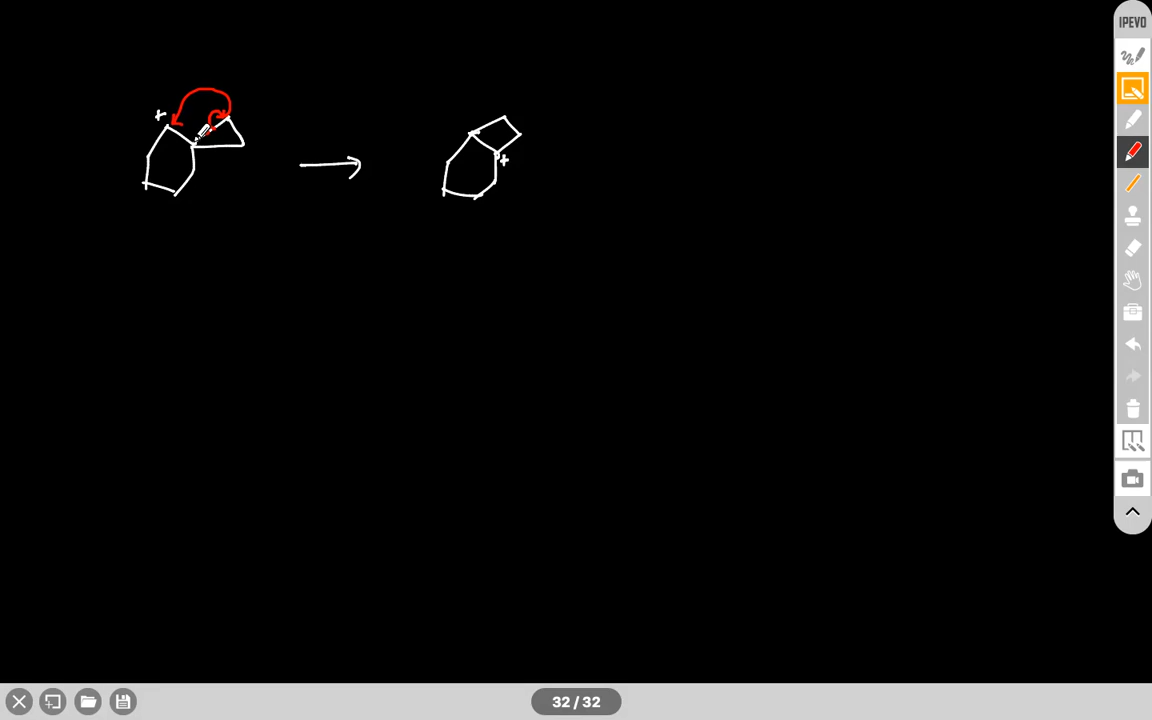 IPEVO
+
+
32 / 32